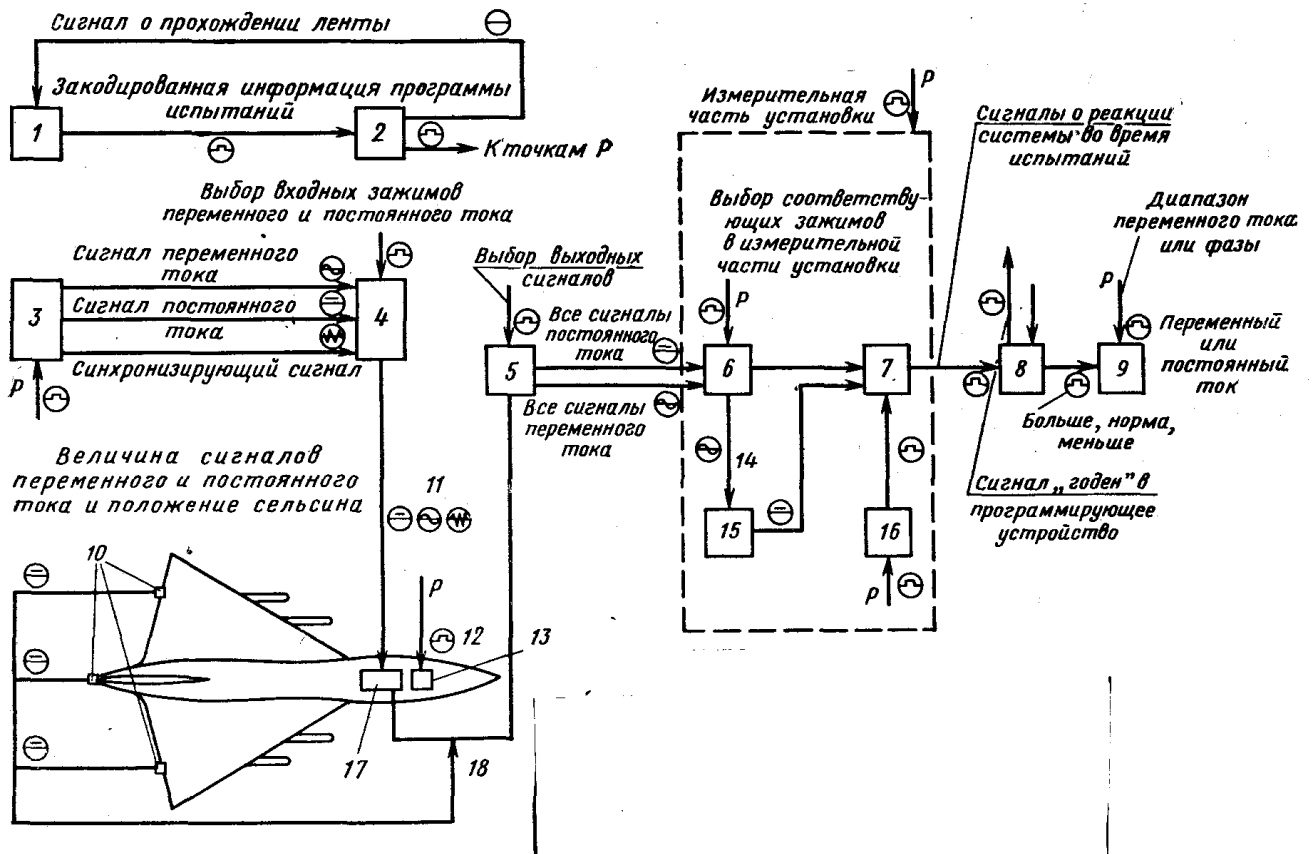 Сигнал о прохождении ленты
Закодированная информация программы
испытаний
1
2
К точкам P
Выбор входных зажимов
переменного и постоянного тока
Сигнал переменного
тока
Сигнал постоянного
тока
Синхронизирующий сигнал
3
4
P
Величина сигналов
переменного и постоянного
тока и положение сельсина
11
10
P
12
13
17
18
Выбор выходных
сигналов
Все сигналы
постоянного
тока
5
Все сигналы
переменного
тока
Измерительная
часть установки
P
Выбор соответству-
ющих зажимов
в измерительной
части установки
P
6
7
14
15
16
P
Сигналы о реакции
системы во время
испытаний
Диапазон
переменного тока
или фазы
P
8
9
Переменный
или
постоянный
ток
Больше, норма,
меньше
Сигнал „годен" в
программирующее
устройство